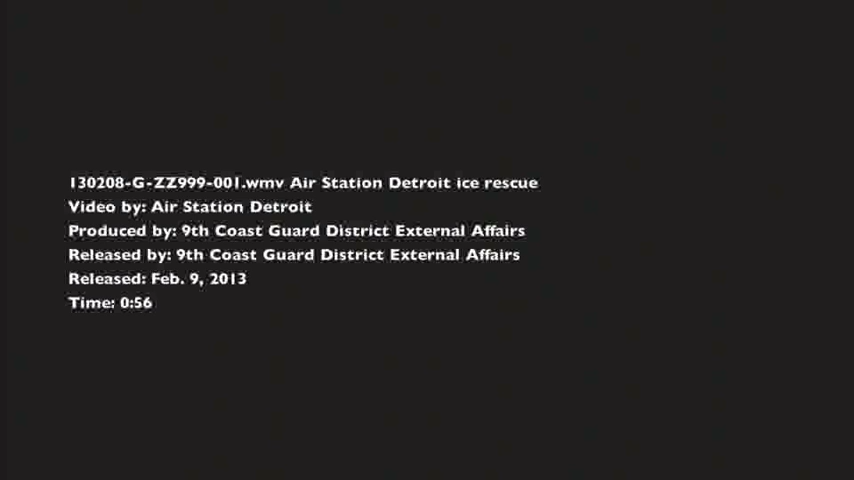 130208-G-ZZ999-001.wmv Air Station Detroit ice rescue
Video by: Air Station Detroit
Produced by: 9th Coast Guard District External Affairs
Released by: 9th Coast Guard District External Affairs
Released: Feb. 9, 2013
Time: 0:56